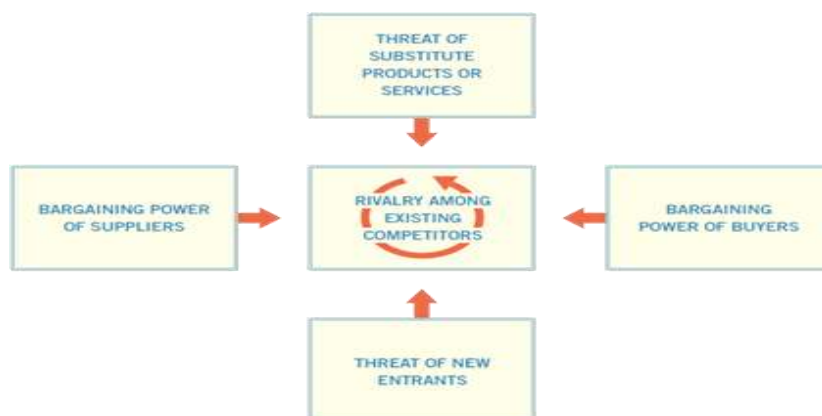 THREAT OF
SUBSTITUTE
PRODUCTS OR
SERVICES
BARGAINING POWER
OF SUPPLIERS
RIVALRY AMONG
EXISTING
COMPETITORS
BARGAINING
POWER OF BUYERS
THREAT OF NEW
ENTRANTS